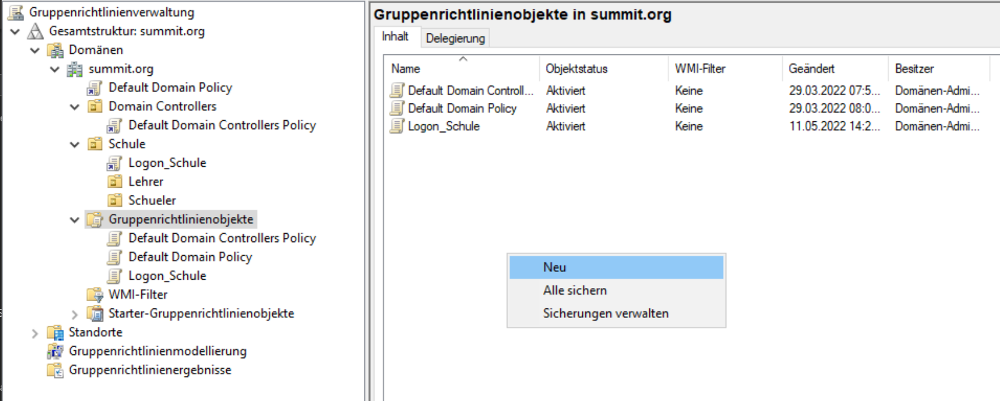 Gruppenrichtlinienverwaltung
Gesamtstruktur: summit.org
Domänen
summit.org
Default Domain Policy
Domain Controllers
Default Domain Controllers Policy
Schule
Logon_Schule
Lehrer
Schueler
Gruppenrichtlinienobjekte
Default Domain Controllers Policy
Default Domain Policy
Logon_Schule
WMI-Filter
Starter-Gruppenrichtlinienobjekte
Standorte
Gruppenrichtlinienmodellierung
Gruppenrichtlinienergebnisse
Gruppenrichtlinienobjekte in summit.org
Inhalt Delegierung
Name Objektstatus WMI-Filter Geändert Besitzer
Default Domain Controll... Aktiviert Keine 29.03.2022 07:5... Domänen-Admi...
Default Domain Policy Aktiviert Keine 29.03.2022 08:0... Domänen-Admi...
Logon_Schule Aktiviert Keine 11.05.2022 14:2... Domänen-Admi...
Neu
Alle sichern
Sicherungen verwalten